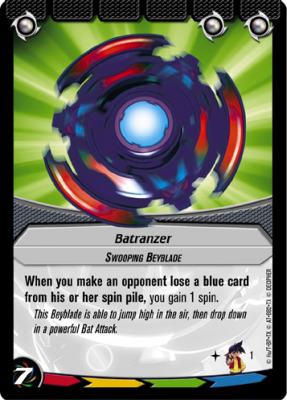 Batranzer
Swooping Beyblade
When you make an opponent lose a blue card
from his or her spin pile, you gain 1 spin.
This Beyblade is able to jump high in the air, then drop down
in a powerful Bat Attack.
1
7